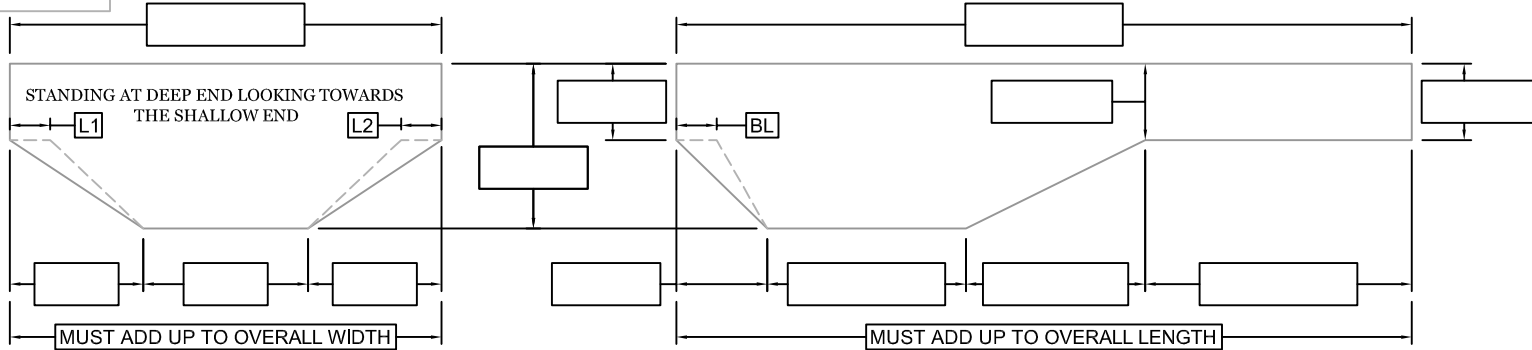 STANDING AT DEEP END LOOKING TOWARDS
THE SHALLOW END
L1
L2
BL
MUST ADD UP TO OVERALL WIDTH
MUST ADD UP TO OVERALL LENGTH